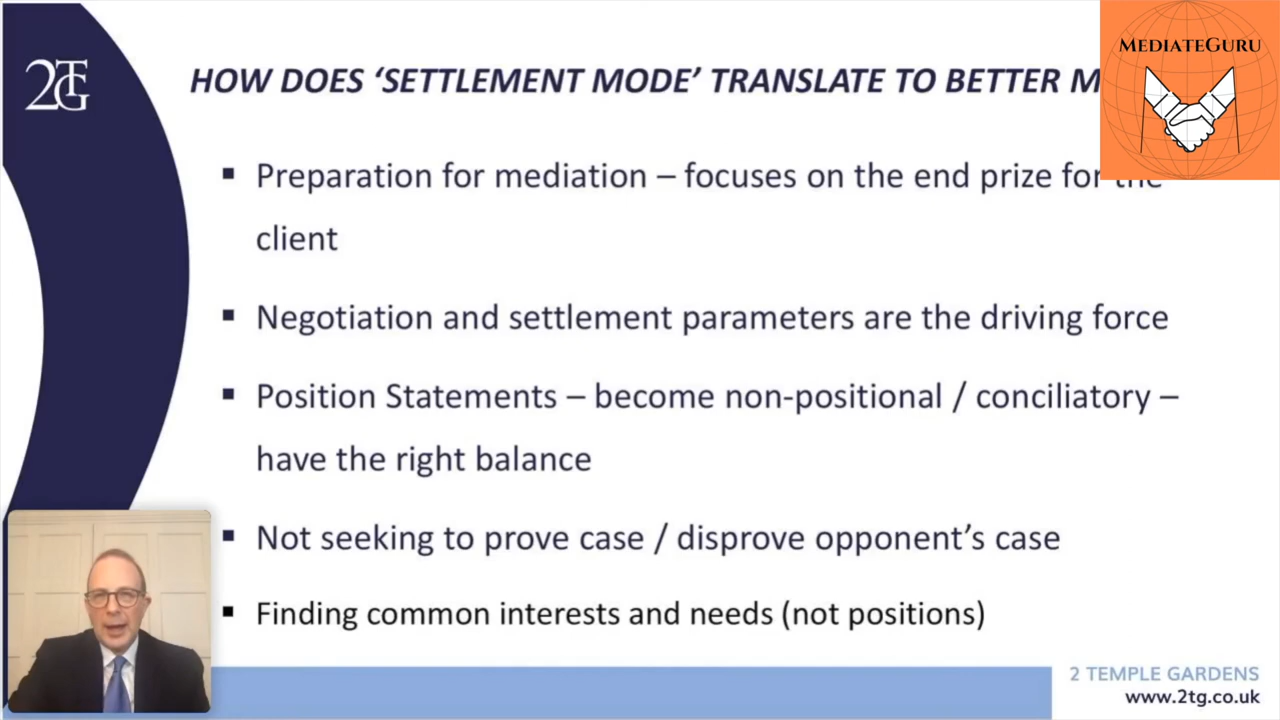 2TG
HOW DOES ‘SETTLEMENT MODE’ TRANSLATE TO BETTER
MEDIATEGURU
▪ Preparation for mediation – focuses on the end prize for the
client
▪ Negotiation and settlement parameters are the driving force
▪ Position Statements – become non-positional / conciliatory –
have the right balance
▪ Not seeking to prove case / disprove opponent’s case
▪ Finding common interests and needs (not positions)
2 TEMPLE GARDENS
www.2tg.co.uk